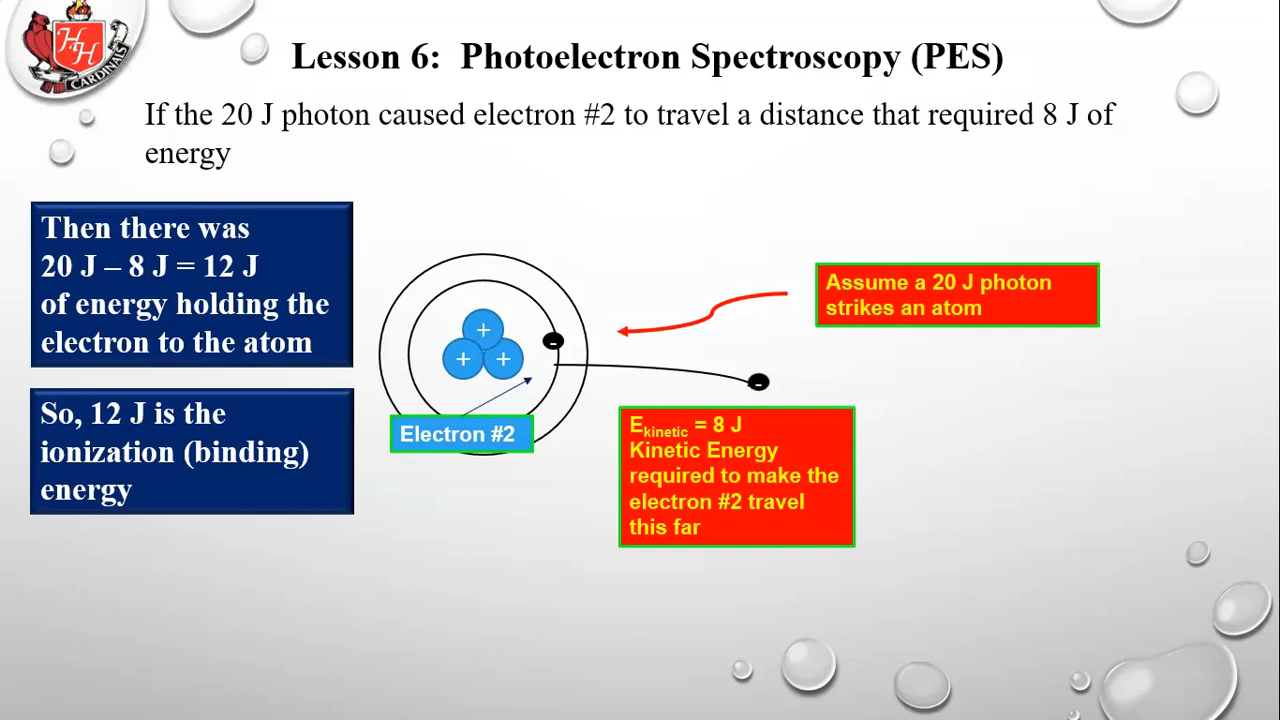 HH
CARDINALS
Lesson 6: Photoelectron Spectroscopy (PES)
If the 20 J photon caused electron #2 to travel a distance that required 8 J of
energy
Then there was
20 J – 8 J = 12 J
of energy holding the
electron to the atom
So, 12 J is the
ionization (binding)
energy
+
+ +
-
Electron #2
Assume a 20 J photon
strikes an atom
-
Ekinetic = 8 J
Kinetic Energy
required to make the
electron #2 travel
this far